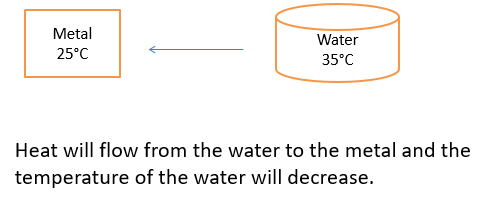 Metal
25°C
Water
35°C
Heat will flow from the water to the metal and the
temperature of the water will decrease.